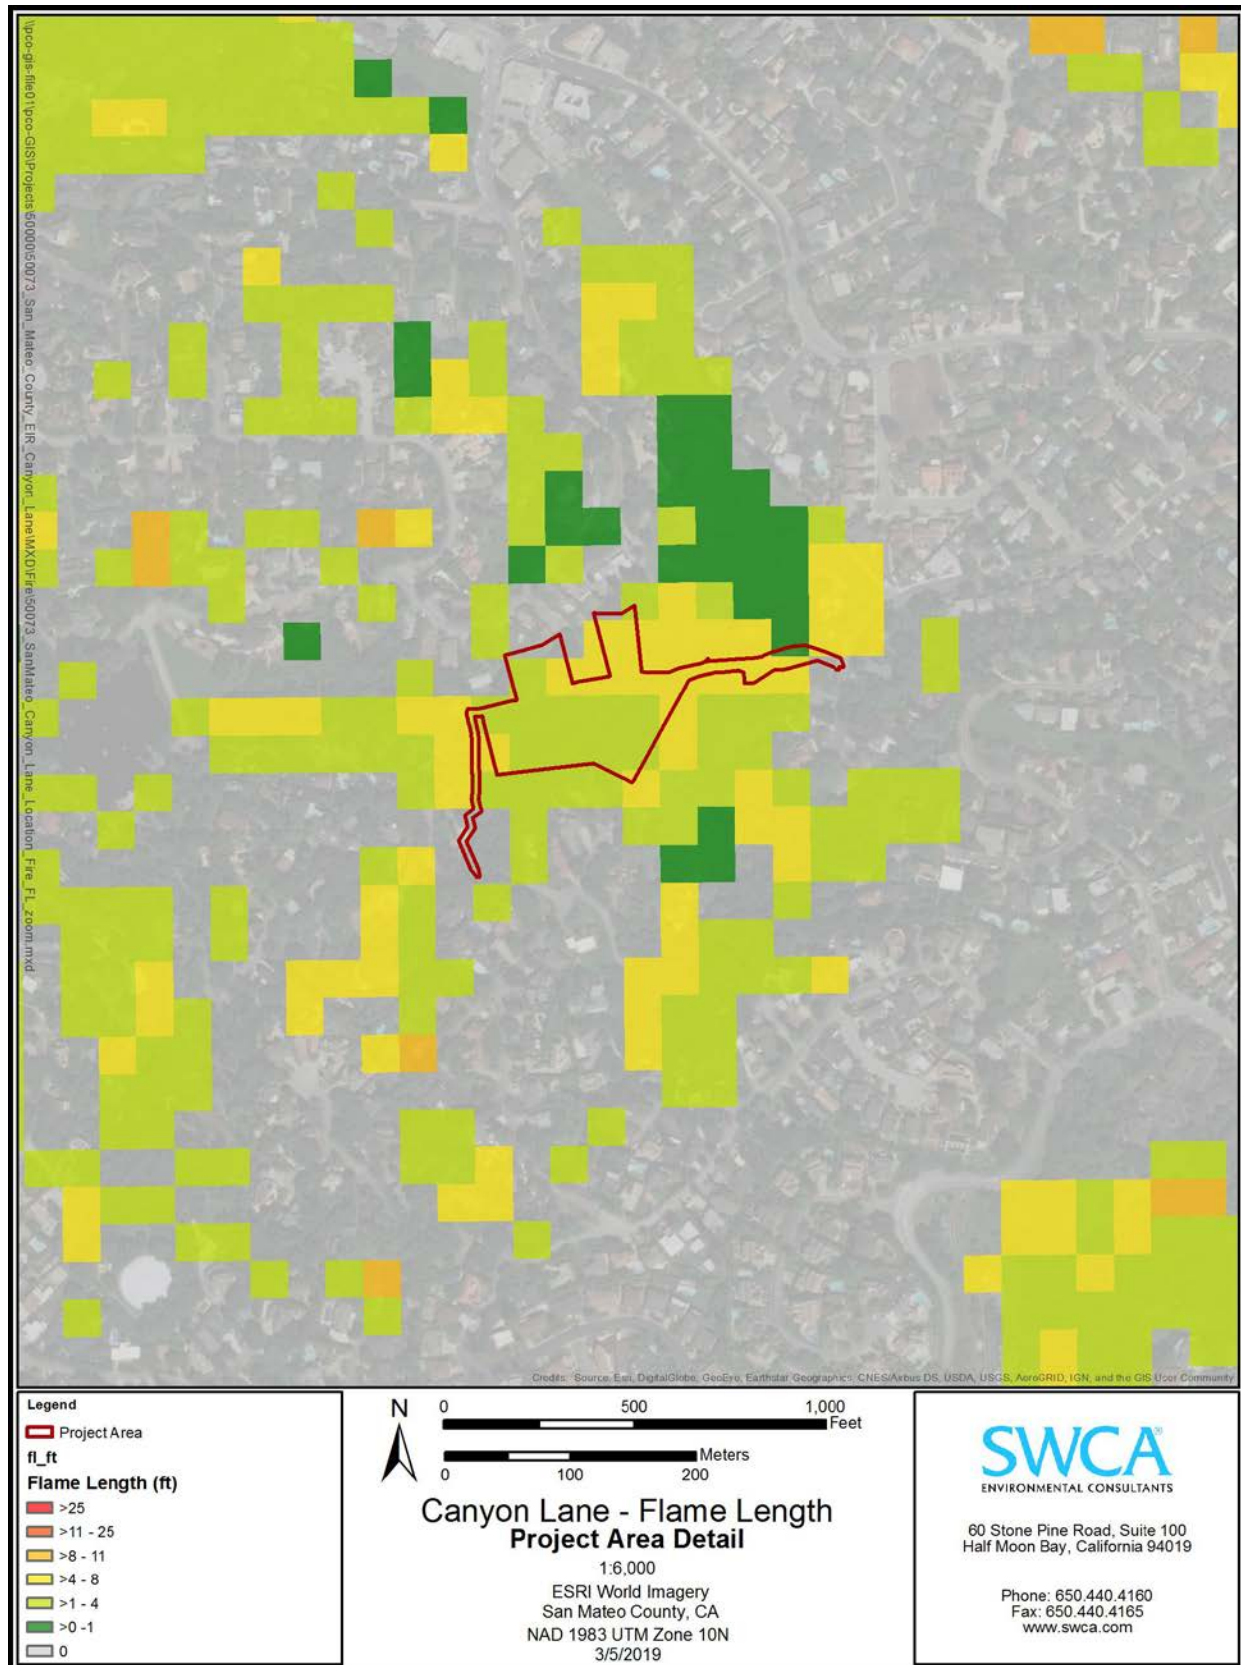 \\pco-gis-file01\pco-GIS\Projects\50000\50073_San_Mateo_County_EIR_Canyon_Lane\MXD\Fire\50073_SanMateo_Canyon_Lane_Location_Fire_FL_zoom.mxd
Credits: Source: Esri, DigitalGlobe, GeoEye, Earthstar Geographics, CNES/Airbus DS, USDA, USGS, AeroGRID, IGN, and the GIS User Community
Legend
Project Area
fl_ft
Flame Length (ft)
>25
>11 - 25
>8 - 11
>4 - 8
>1 - 4
>0 -1
0
N
0 500 1,000
Feet
Meters
0 100 200
Canyon Lane - Flame Length
Project Area Detail
1:6,000
ESRI World Imagery
San Mateo County, CA
NAD 1983 UTM Zone 10N
3/5/2019
SWCA®
ENVIRONMENTAL CONSULTANTS
60 Stone Pine Road, Suite 100
Half Moon Bay, California 94019
Phone: 650.440.4160
Fax: 650.440.4165
www.swca.com